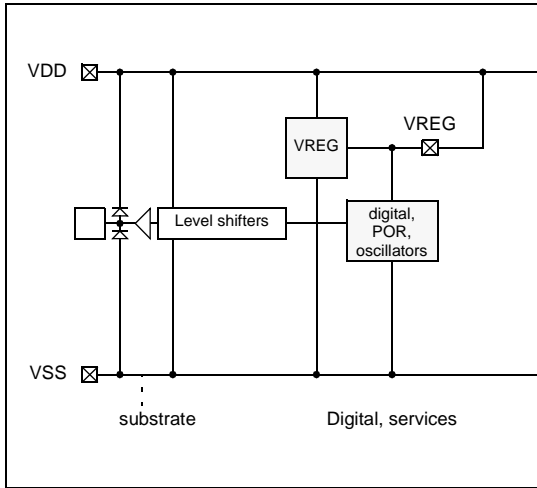 VDD
VREG
VREG
Level shifters
digital,
POR,
oscillators
VSS
substrate
Digital, services